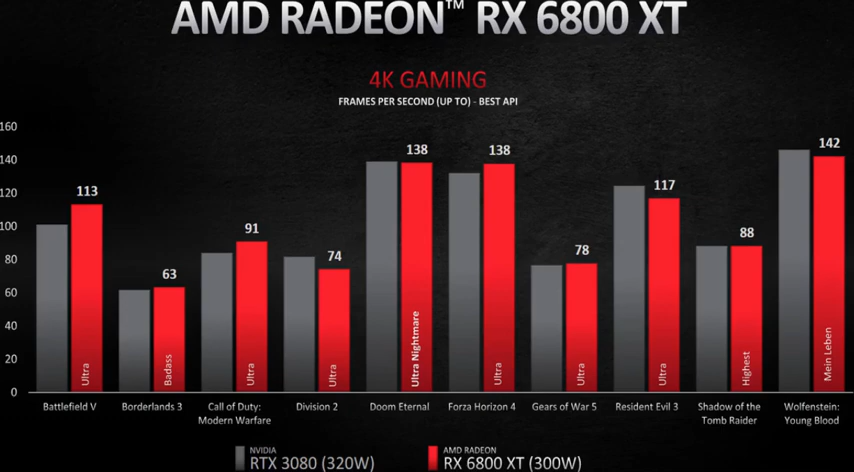 AMD RADEON™ RX 6800 XT
4K GAMING
FRAMES PER SECOND (UP TO) - BEST API
160
140
120
100
80
60
40
20
0
113
63
91
74
138
138
78
117
88
142
Ultra
Badass
Ultra
Ultra
Ultra Nightmare
Ultra
Ultra
Ultra
Highest
Mein Leben
Battlefield V
Borderlands 3
Call of Duty:
Modern Warfare
Division 2
Doom Eternal
Forza Horizon 4
Gears of War 5
Resident Evil 3
Shadow of the
Tomb Raider
Wolfenstein:
Young Blood
NVIDIA
RTX 3080 (320W)
AMD RADEON
RX 6800 XT (300W)